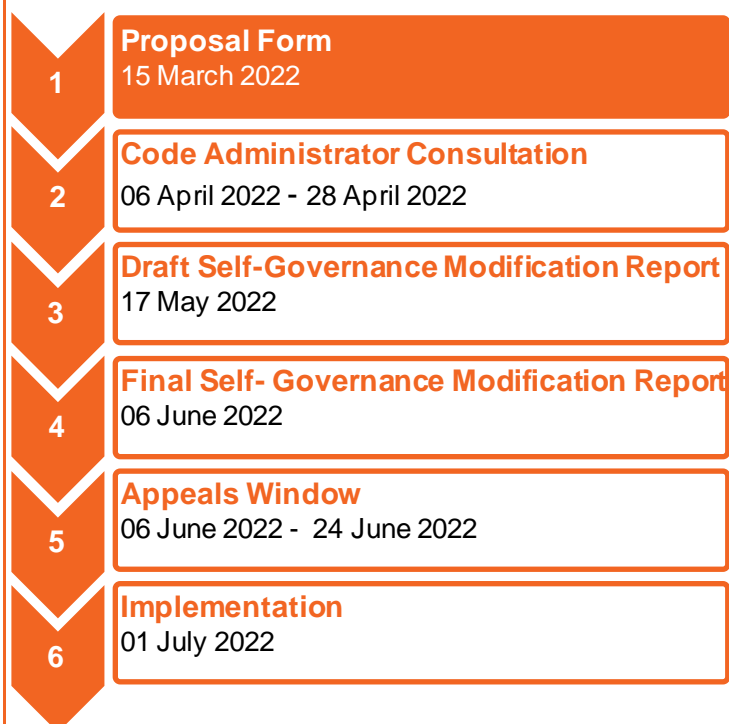 1
Proposal Form
15 March 2022
2
Code Administrator Consultation
06 April 2022 - 28 April 2022
3
Draft Self-Governance Modification Report
17 May 2022
4
Final Self- Governance Modification Report
06 June 2022
5
Appeals Window
06 June 2022 - 24 June 2022
6
Implementation
01 July 2022